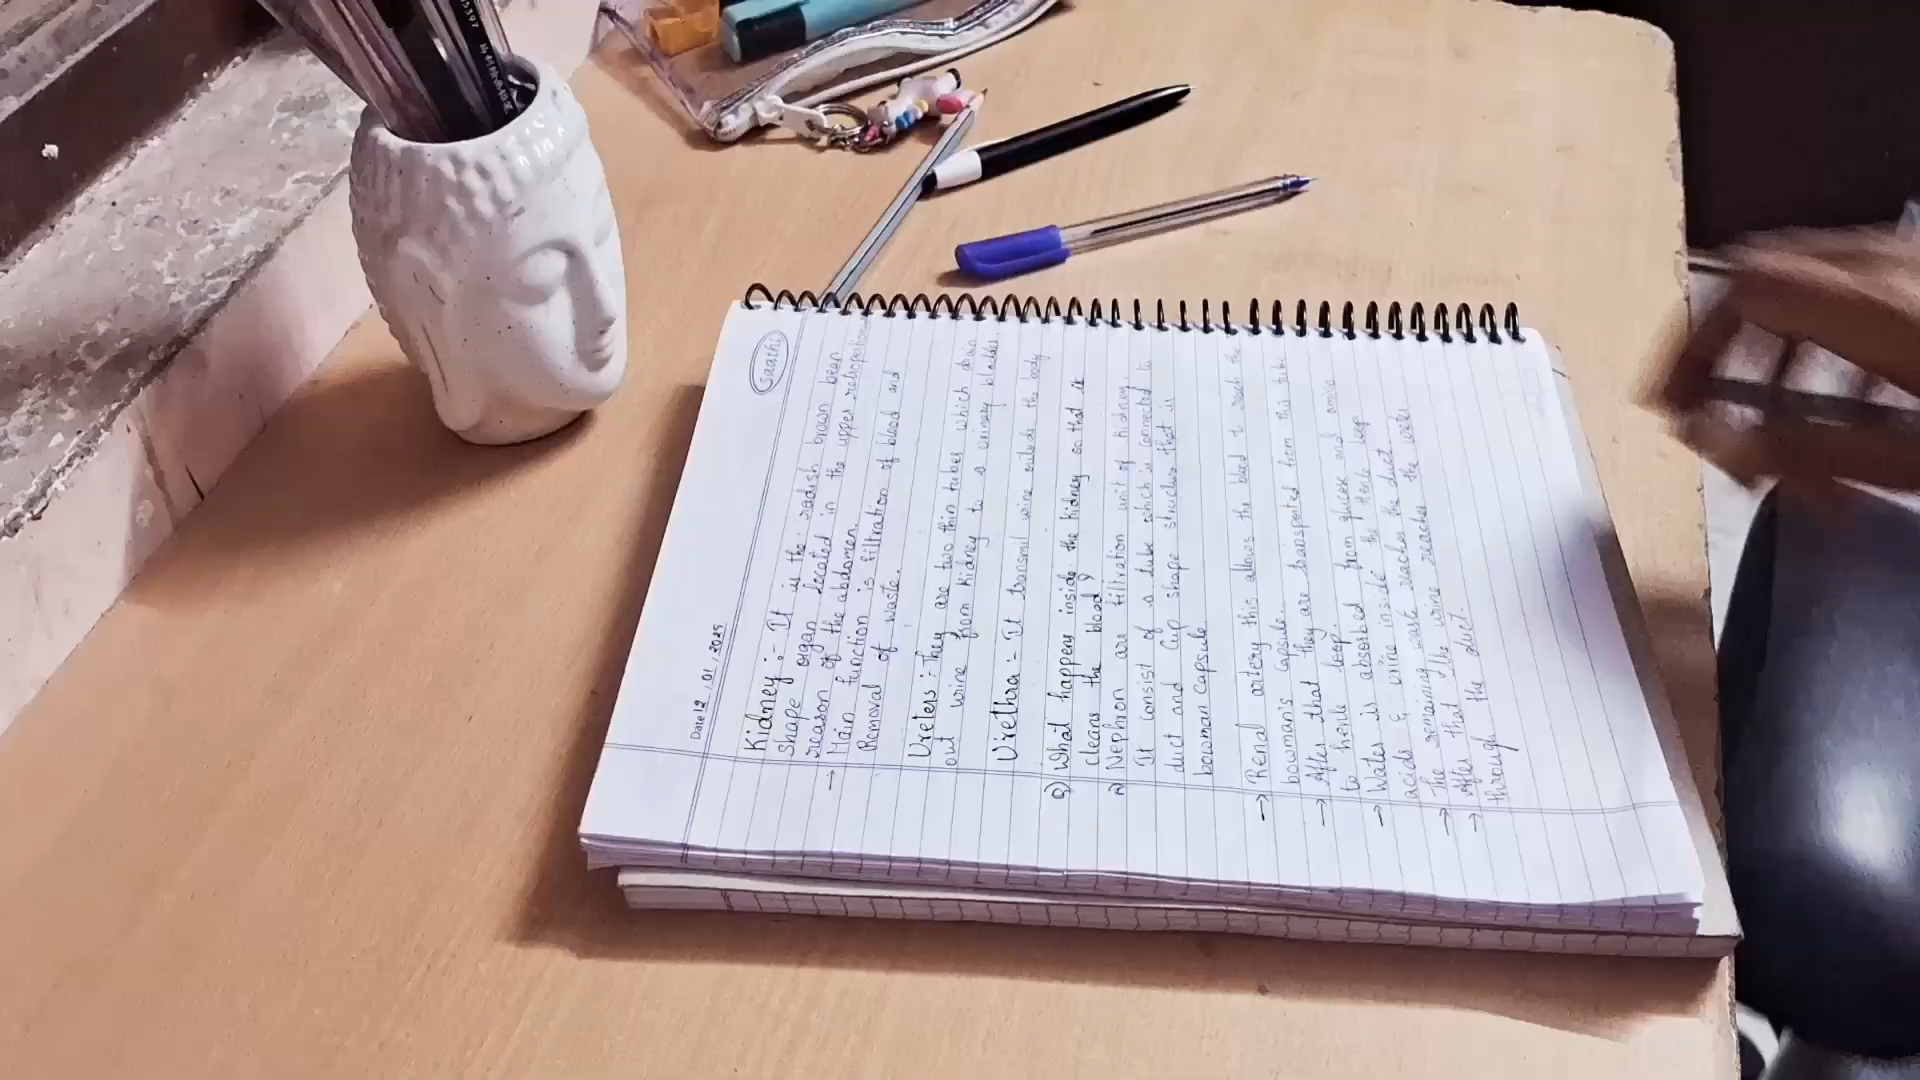 saathi
Date 12, 01, 2025
Kidney :- It is the radish brown bean
shape organ located in the upper
reason of the abdomen.
→ Main function is filtration of blood and
Removal of waste.
Ureters :- They are two thin tubes which drain
out urine from kidney to a urinary bladder
Urethra :- It transmil urine outside the body
Q) What happens inside the kidney so that it
cleans the blood?
Nephron are filtration unit of kidney.
It consist of a tube which is connected to
duct and cup shape structure that is
bowman capsule
→ Renal artery this allows the blood to reach the
bowman's capsule.
→ After that they are transported from this tube
to henle loop.
→ Water is absorbed from glucose and amino
acids & urine inside the Henle loop
→ The remaining waste reaches the duct
→ After that the urine reaches the
through the duct.